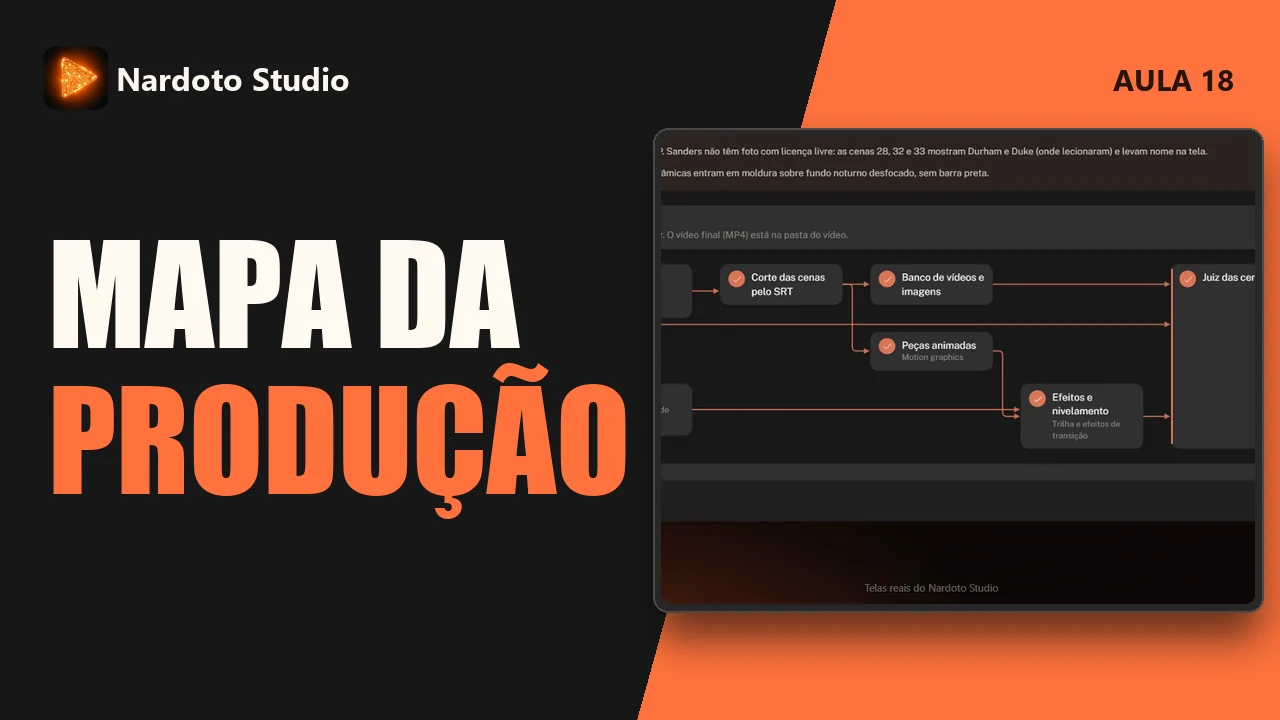 Nardoto Studio
AULA 18
MAPA DA
PRODUÇÃO
Sanders não têm foto com licença livre: as cenas 28, 32 e 33 mostram Durham e Duke (onde lecionaram) e levam nome na tela.
âmicas entram em moldura sobre fundo noturno desfocado, sem barra preta.
r. O vídeo final (MP4) está na pasta do vídeo.
Corte das cenas
pelo SRT
Banco de vídeos e
imagens
Juiz das cer
Peças animadas
Motion graphics
Efeitos e
nivelamento
Trilha e efeitos de
transição
de
Telas reais do Nardoto Studio